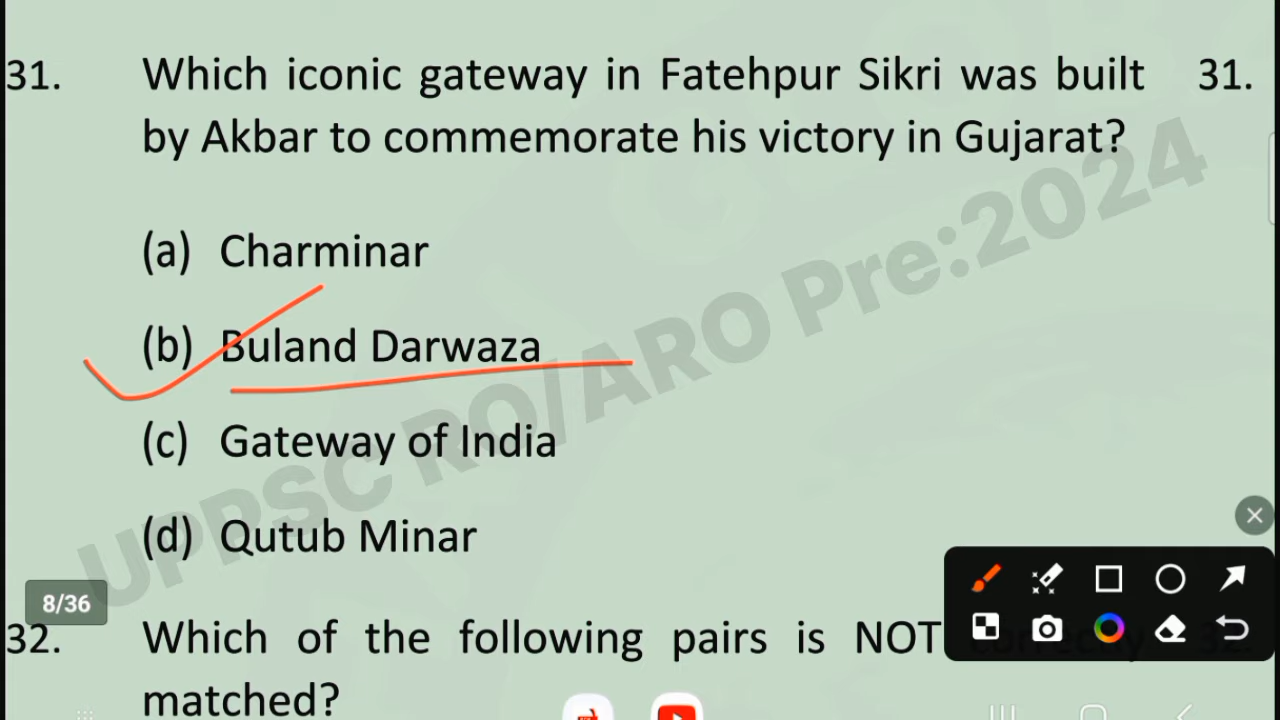 31. Which iconic gateway in Fatehpur Sikri was built 31.
by Akbar to commemorate his victory in Gujarat?
(a) Charminar
(b) Buland Darwaza
(c) Gateway of India
(d) Qutub Minar
UPPSC RO/ARO Pre:2024
8/36
32. Which of the following pairs is NOT correctly 32.
matched?